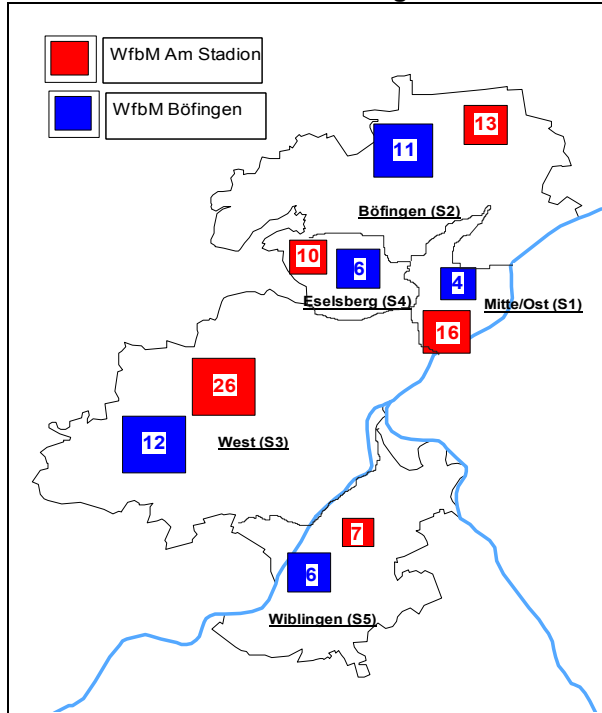 WfbM Am Stadion
WfbM Böfingen
13
11
Böfingen (S2)
10
6
4
Eselsberg (S4)
Mitte/Ost (S1)
16
26
12
West (S3)
7
6
Wiblingen (S5)